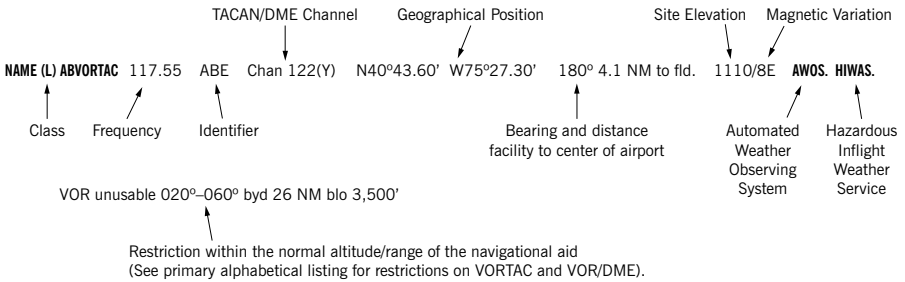 TACAN/DME Channel Geographical Position Site Elevation Magnetic Variation
NAME (L) ABVORTAC 117.55 ABE Chan 122(Y) N40º43.60’ W75º27.30’ 180º 4.1 NM to fld. 1110/8E AWOS. HIWAS.
Class Frequency Identifier Bearing and distance Automated Hazardous
facility to center of airport Weather Inflight
Observing Weather
System Service
VOR unusable 020º–060º byd 26 NM blo 3,500’
Restriction within the normal altitude/range of the navigational aid
(See primary alphabetical listing for restrictions on VORTAC and VOR/DME).